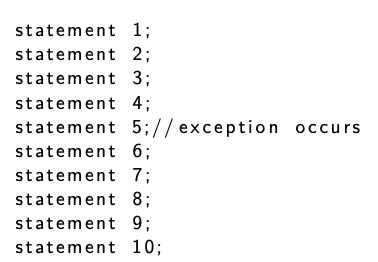 statement 1;
statement 2;
statement 3;
statement 4;
statement 5;//exception occurs
statement 6;
statement 7;
statement 8;
statement 9;
statement 10;